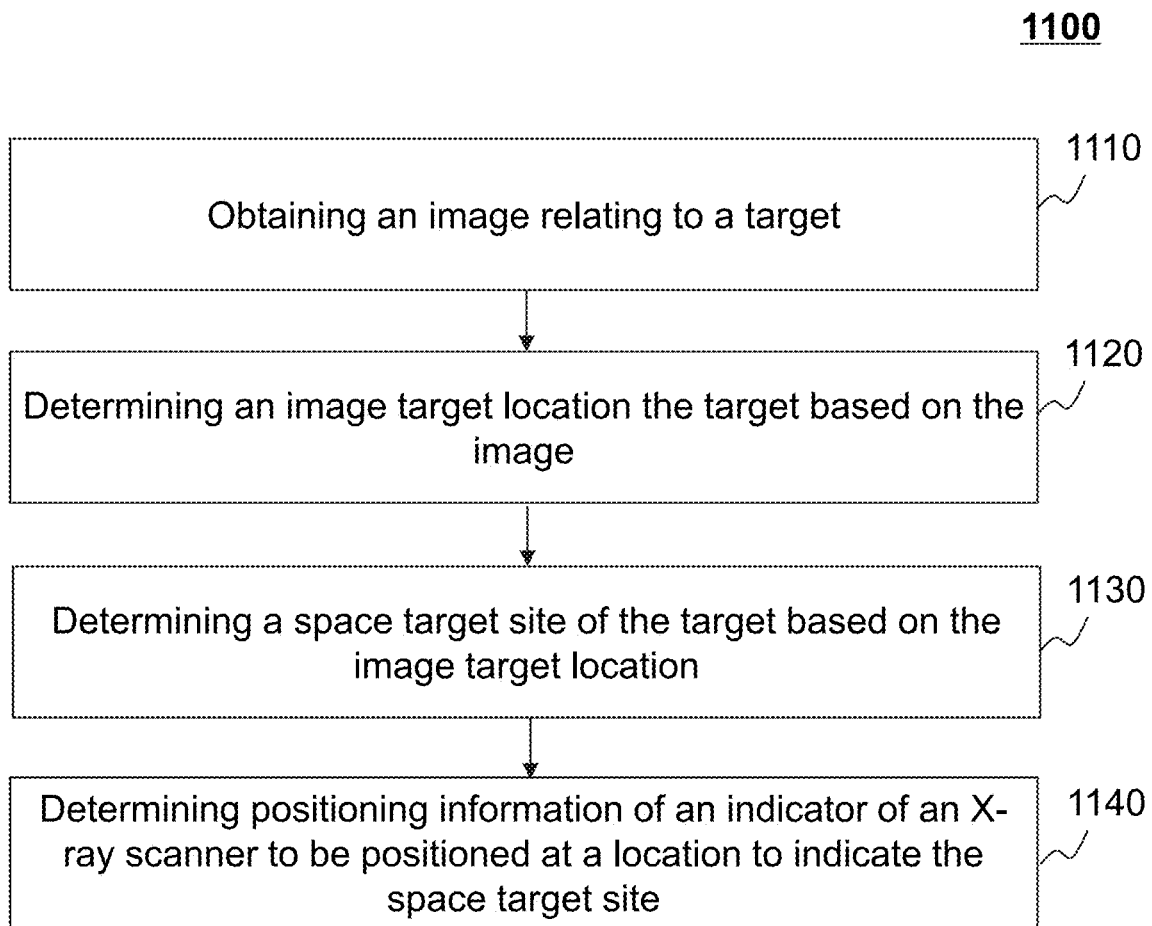 1100
1110
Obtaining an image relating to a target
1120
Determining an image target location the target based on the
image
1130
Determining a space target site of the target based on the
image target location
1140
Determining positioning information of an indicator of an X-
ray scanner to be positioned at a location to indicate the
space target site